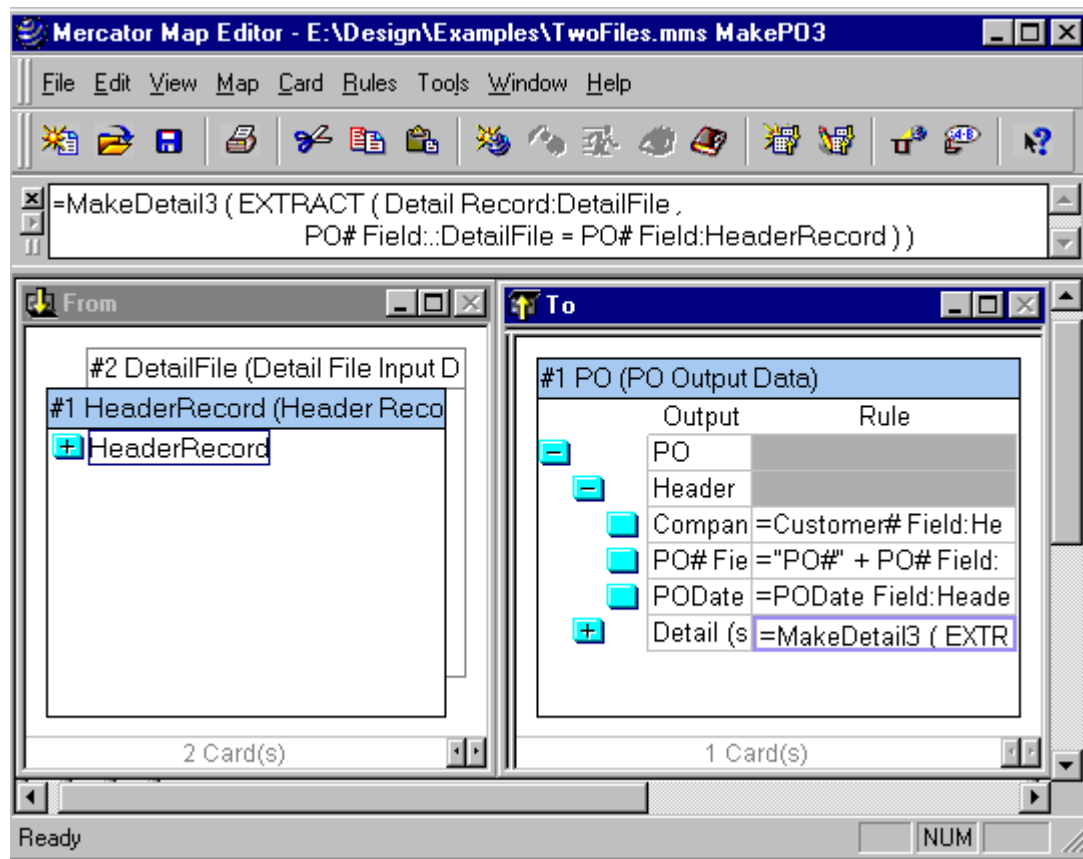 Mercator Map Editor - E:\Design\Examples\TwoFiles.mms MakePO3
File Edit View Map Card Rules Tools Window Help
=MakeDetail3 ( EXTRACT ( Detail Record:DetailFile ,
PO# Field:.:DetailFile = PO# Field:HeaderRecord ) )
From
#2 DetailFile (Detail File Input D
#1 HeaderRecord (Header Reco
HeaderRecord
2 Card(s)
To
#1 PO (PO Output Data)
Output Rule
PO
Header
Compan =Customer# Field:He
PO# Fie ="PO#" + PO# Field:
PODate =PODate Field:Heade
Detail (s =MakeDetail3 ( EXTR
1 Card(s)
Ready NUM